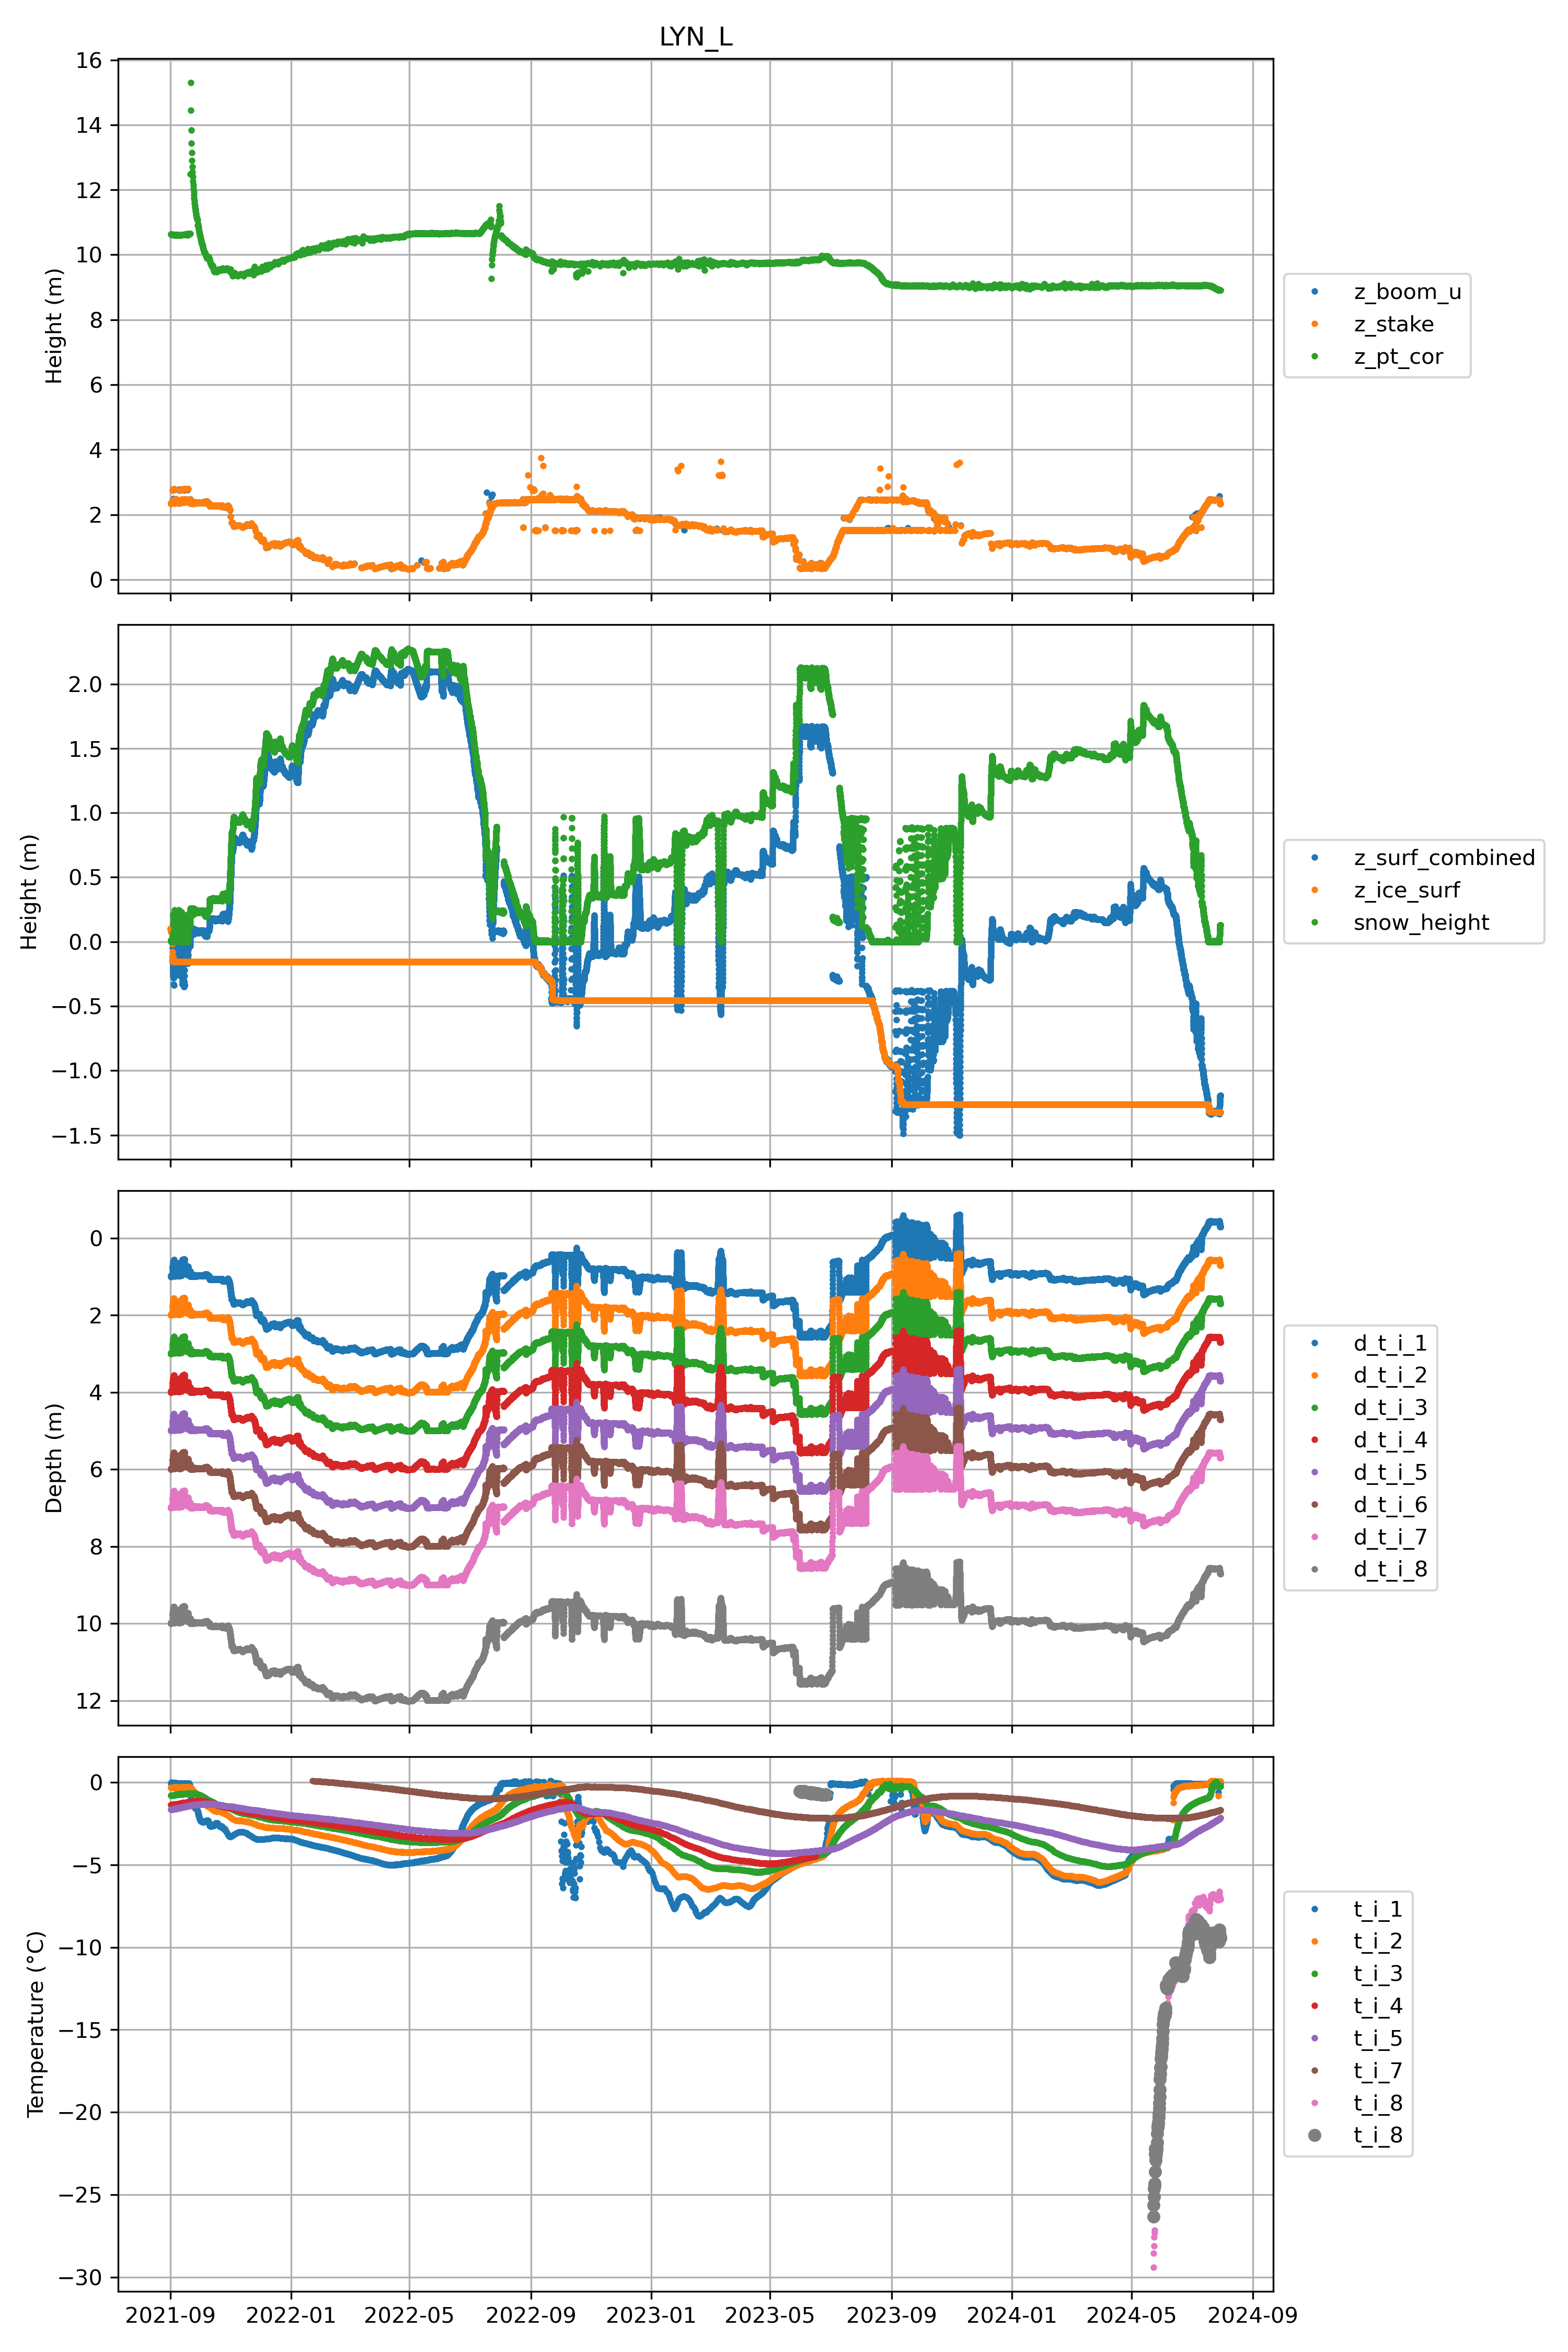 LYN_L
16
14
12
10
8
6
4
2
0
Height (m)
z_boom_u
z_stake
z_pt_cor
2.0
1.5
1.0
0.5
0.0
−0.5
−1.0
−1.5
Height (m)
z_surf_combined
z_ice_surf
snow_height
0
2
4
6
8
10
12
Depth (m)
d_t_i_1
d_t_i_2
d_t_i_3
d_t_i_4
d_t_i_5
d_t_i_6
d_t_i_7
d_t_i_8
0
−5
−10
−15
−20
−25
−30
Temperature (°C)
t_i_1
t_i_2
t_i_3
t_i_4
t_i_5
t_i_7
t_i_8
t_i_8
2021-09 2022-01 2022-05 2022-09 2023-01 2023-05 2023-09 2024-01 2024-05 2024-09